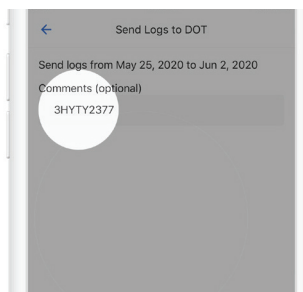 Send Logs to DOT
Send logs from May 25, 2020 to Jun 2, 2020
Comments (optional)
3HYTY2377